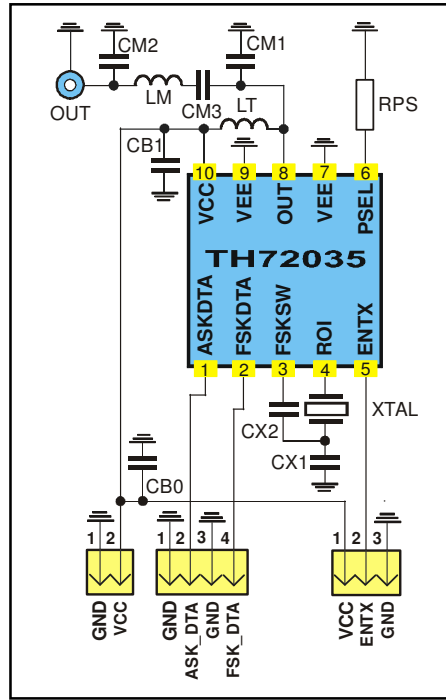 CM2
CM1
OUT
LM
CM3
LT
RPS
CB1
10
9
8
7
6
VCC
VEE
OUT
VEE
PSEL
TH72035
ASKDTA
FSKDTA
FSKSW
ROI
ENTX
1
2
3
4
5
CX2
XTAL
CX1
CB0
1 2
1 2 3 4
1 2 3
GND
VCC
GND
ASK_DTA
GND
FSK_DTA
VCC
ENTX
GND